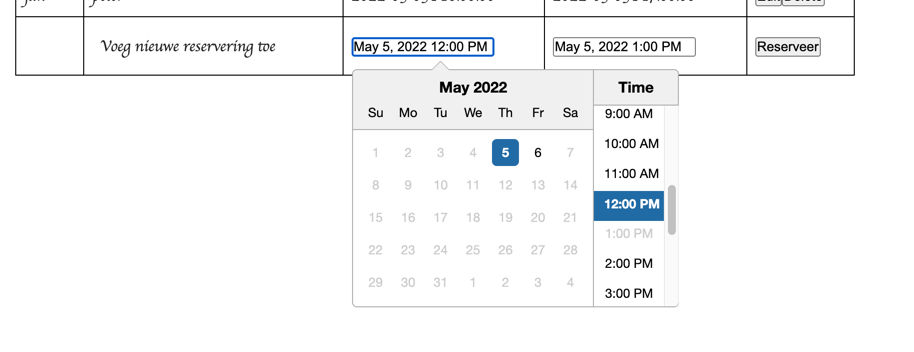 Voeg nieuwe reservering toe
May 5, 2022 12:00 PM
May 5, 2022 1:00 PM
Reserveer
May 2022
Time
Su Mo Tu We Th Fr Sa
9:00 AM
1 2 3 4 5 6 7
10:00 AM
8 9 10 11 12 13 14
11:00 AM
15 16 17 18 19 20 21
12:00 PM
22 23 24 25 26 27 28
1:00 PM
29 30 31 1 2 3 4
2:00 PM
3:00 PM